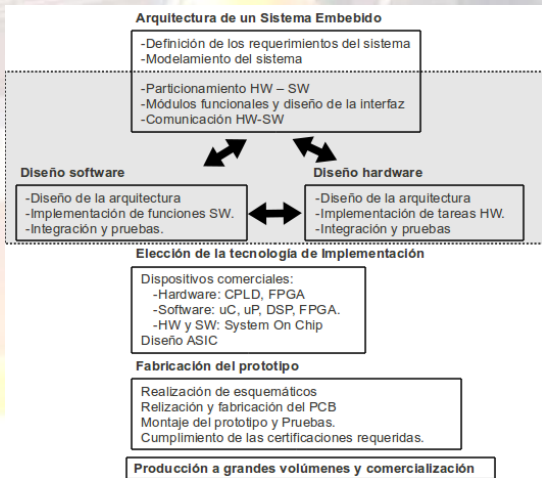 Arquitectura de un Sistema Embebido
-Definición de los requerimientos del sistema
-Modelamiento del sistema
-Particionamiento HW – SW
-Módulos funcionales y diseño de la interfaz
-Comunicación HW-SW
Diseño software
-Diseño de la arquitectura
-Implementación de funciones SW.
-Integración y pruebas.
Diseño hardware
-Diseño de la arquitectura
-Implementación de tareas HW.
-Integración y pruebas
Elección de la tecnología de Implementación
Dispositivos comerciales:
-Hardware: CPLD, FPGA
-Software: uC, uP, DSP, FPGA.
-HW y SW: System On Chip
Diseño ASIC
Fabricación del prototipo
Realización de esquemáticos
Relización y fabricación del PCB
Montaje del prototipo y Pruebas.
Cumplimiento de las certificaciones requeridas.
Producción a grandes volúmenes y comercialización